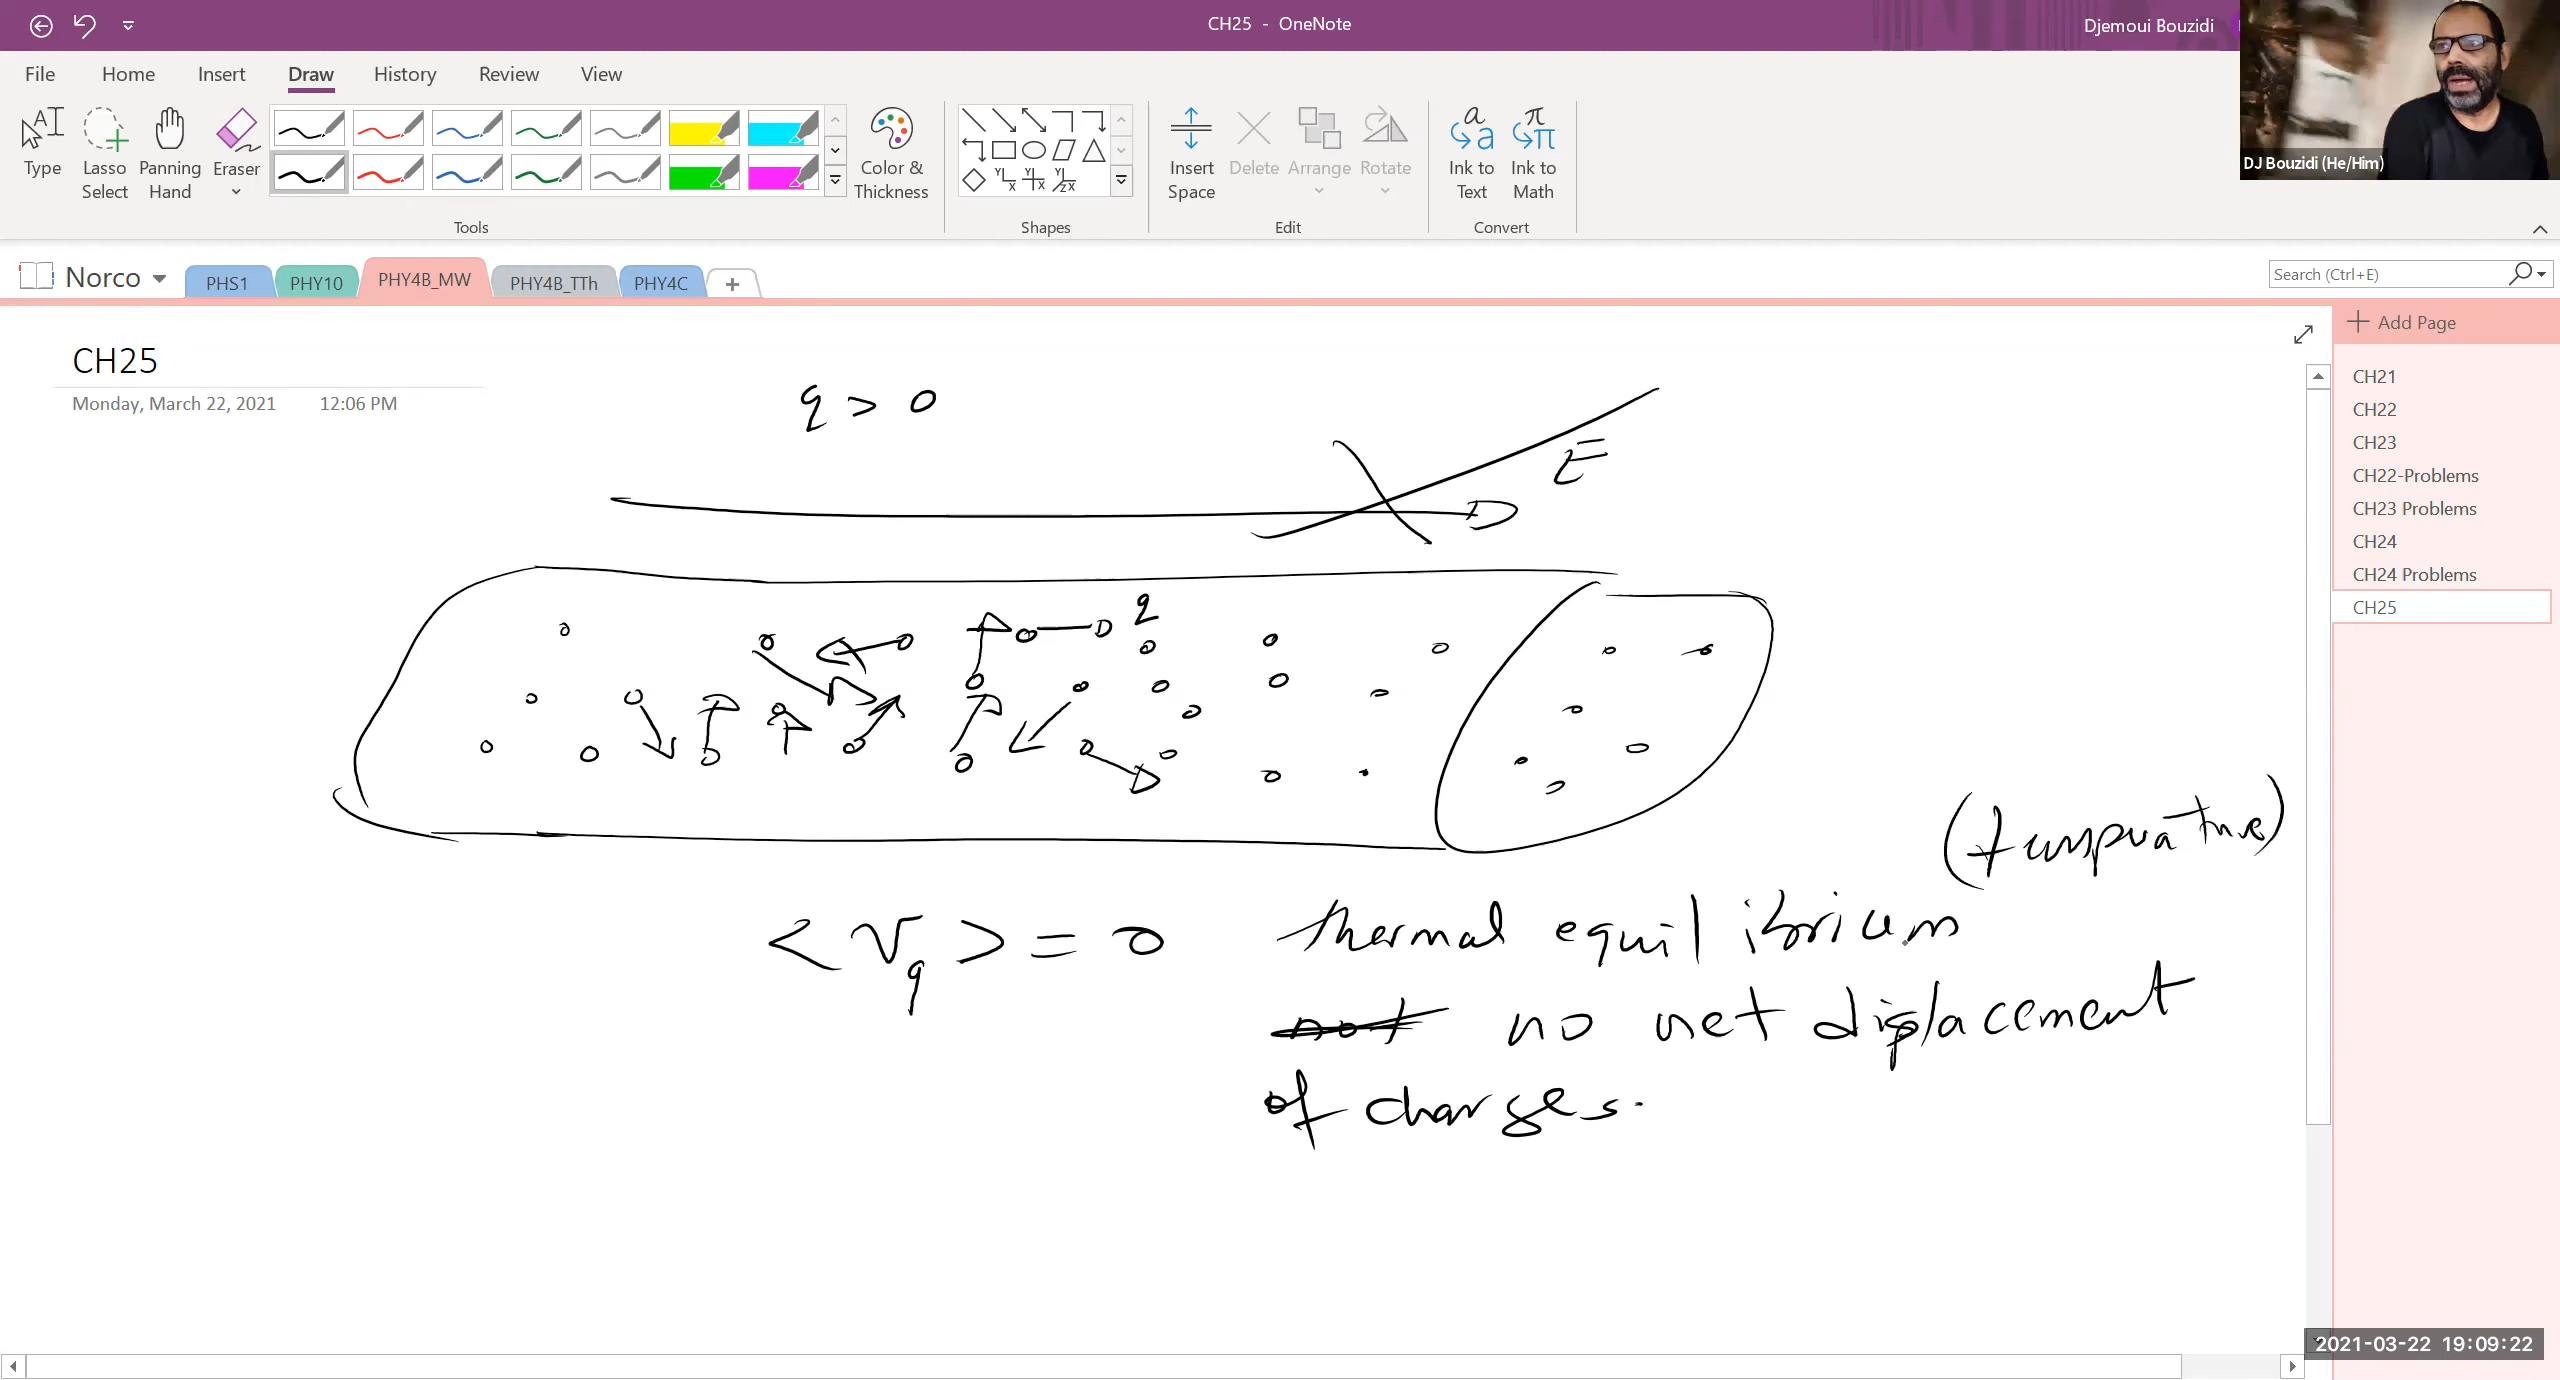 CH25 - OneNote
Djemoui Bouzidi
File Home Insert Draw History Review View
Type
Lasso Select
Panning Hand
Eraser
Color & Thickness
Insert Space
Delete
Arrange
Rotate
Ink to Text
Ink to Math
Tools
Shapes
Edit
Convert
DJ Bouzidi (He/Him)
Norco PHS1 PHY10 PHY4B_MW PHY4B_TTh PHY4C
Search (Ctrl+E)
Add Page
CH21
CH22
CH23
CH22-Problems
CH23 Problems
CH24
CH24 Problems
CH25
CH25
Monday, March 22, 2021 12:06 PM
q > 0
E
q
(temperature)
< v_q > = 0 thermal equilibrium
not no net displacement
of charges.
2021-03-22 19:09:22